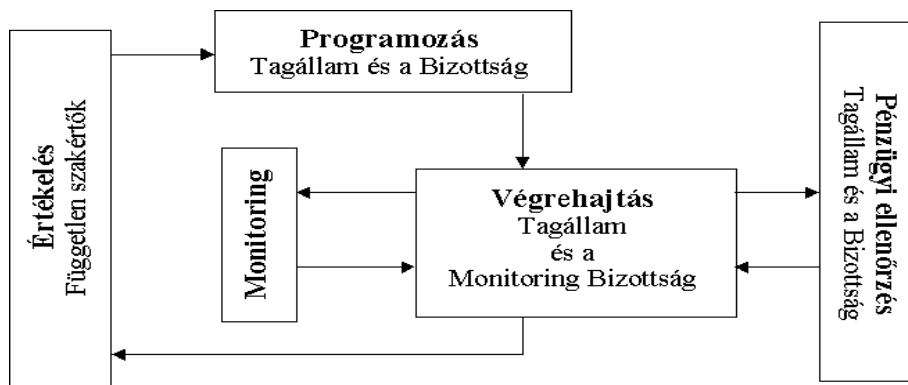 Programozás
Tagállam és a Bizottság
Értékelés
Független szakértők
Monitoring
Végrehajtás
Tagállam
és a
Monitoring Bizottság
Pénzügyi ellenőrzés
Tagállam és a Bizottság